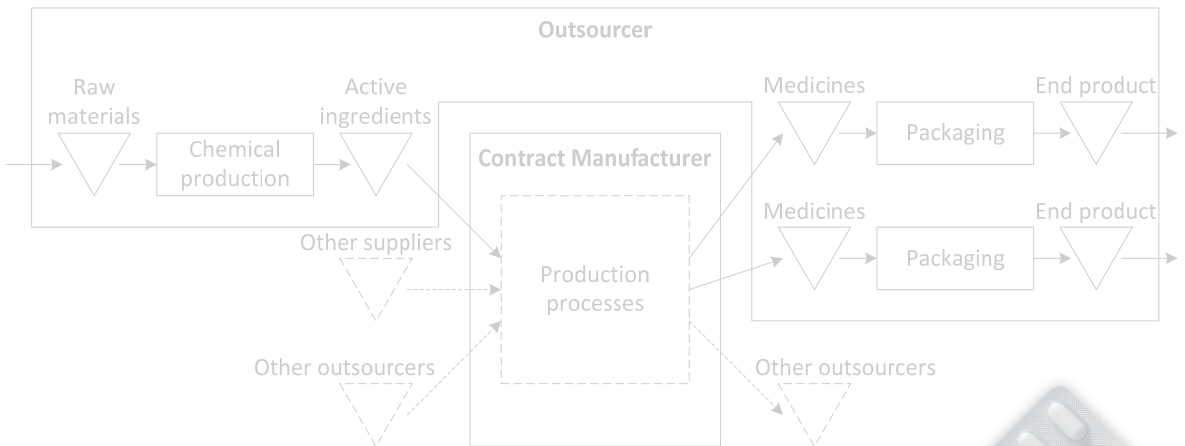 Outsourcer
Raw
materials
Chemical
production
Active
ingredients
Contract Manufacturer
Production
processes
Medicines
Packaging
End product
Medicines
Packaging
End product
Other suppliers
Other outsourcers
Other outsourcers